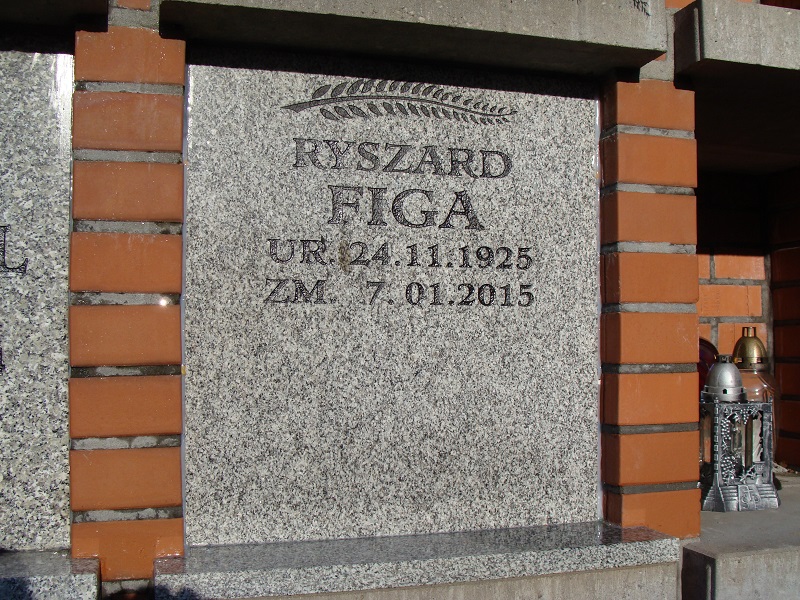 RYSZARD
FIGA
UR. 24.11.1925
ZM. 7.01.2015